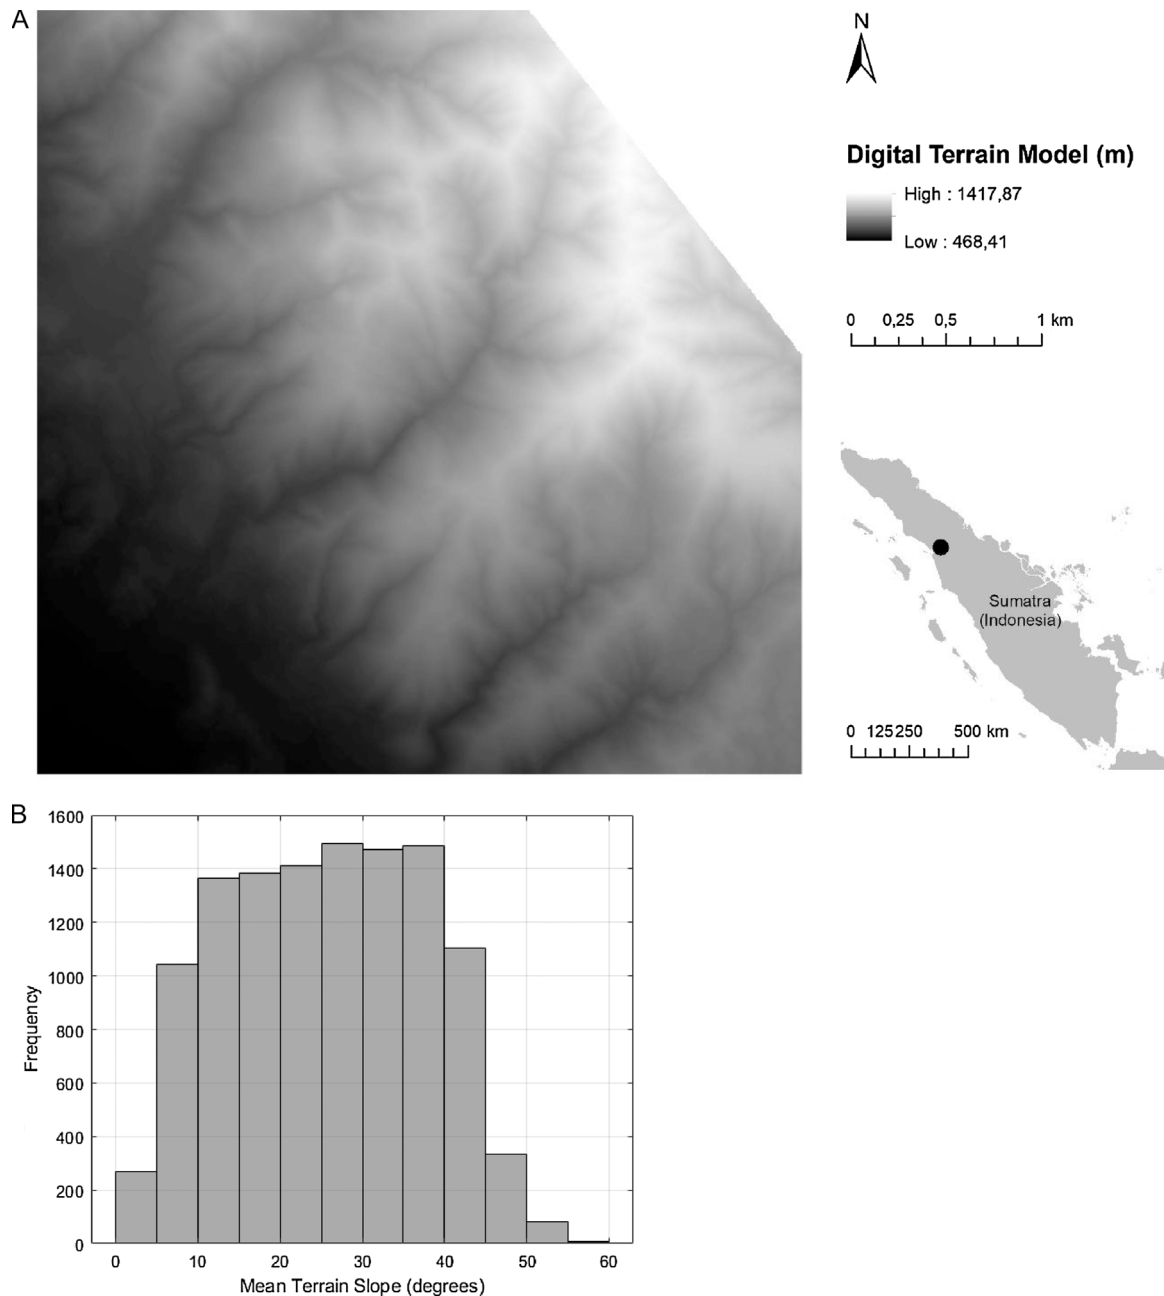 A
N
Digital Terrain Model (m)
High : 1417,87
Low : 468,41
0 0,25 0,5 1 km
Sumatra
(Indonesia)
0 125250 500 km
B
1600
1400
1200
1000
800
600
400
200
0
Frequency
0 10 20 30 40 50 60
Mean Terrain Slope (degrees)